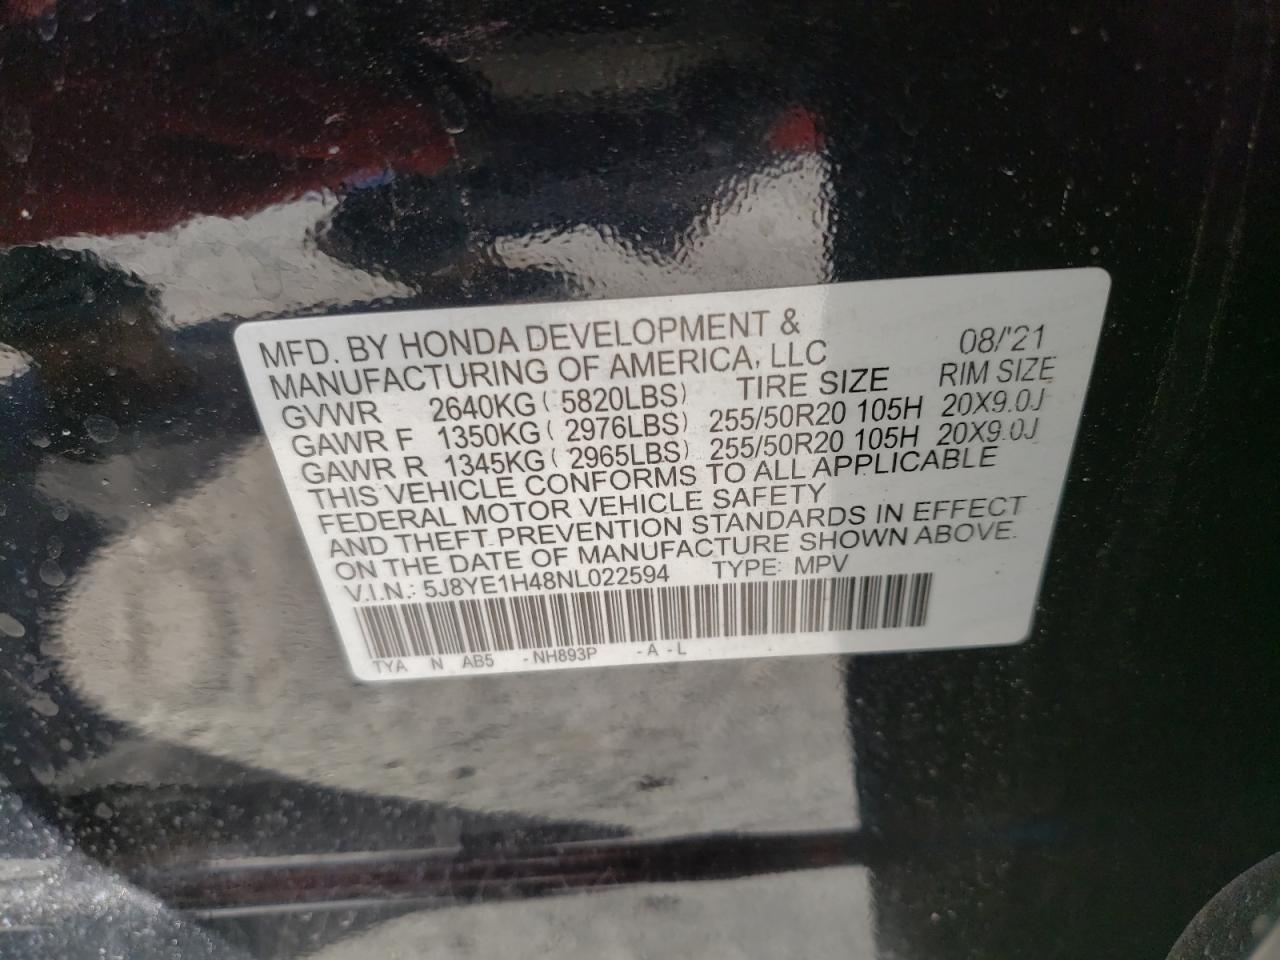 MFD. BY HONDA DEVELOPMENT &
MANUFACTURING OF AMERICA, LLC 08/'21
GVWR 2640KG ( 5820LBS) TIRE SIZE RIM SIZE
GAWR F 1350KG ( 2976LBS) 255/50R20 105H 20X9.0J
GAWR R 1345KG ( 2965LBS) 255/50R20 105H 20X9.0J
THIS VEHICLE CONFORMS TO ALL APPLICABLE
FEDERAL MOTOR VEHICLE SAFETY
AND THEFT PREVENTION STANDARDS IN EFFECT
ON THE DATE OF MANUFACTURE SHOWN ABOVE.
V.I.N.: 5J8YE1H48NL022594 TYPE: MPV
TYA N AB5 -NH893P -A -L